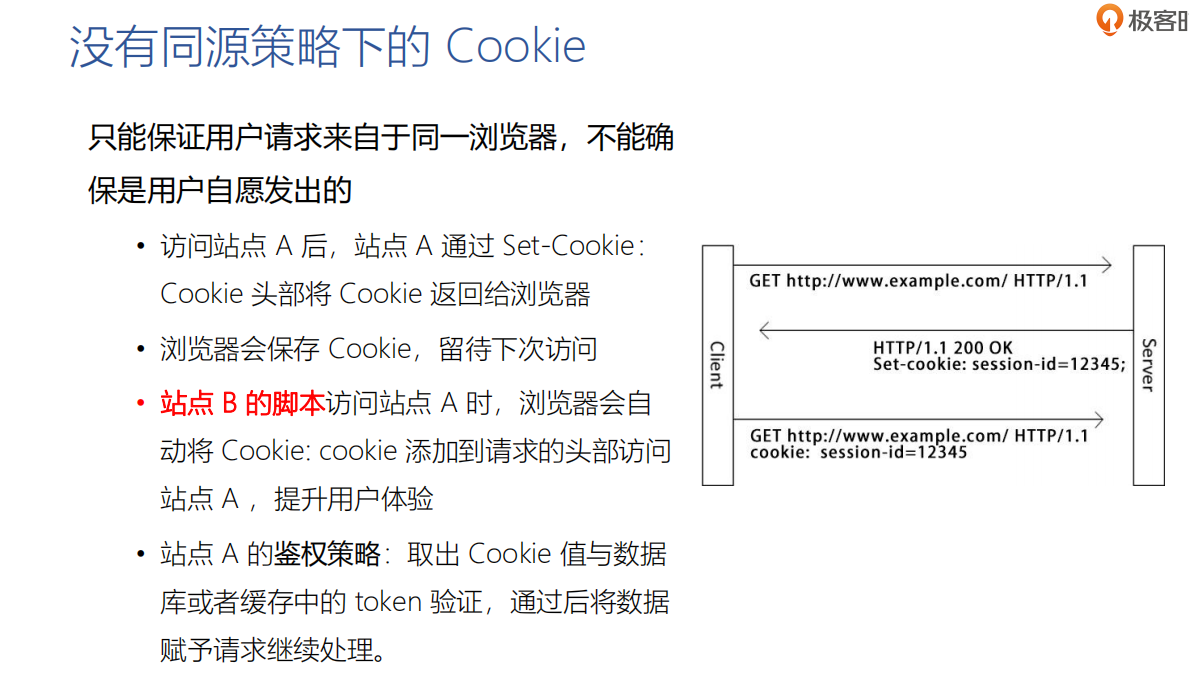 极客
没有同源策略下的 Cookie
只能保证用户请求来自于同一浏览器，不能确
保是用户自愿发出的
• 访问站点 A 后，站点 A 通过 Set-Cookie：
Cookie 头部将 Cookie 返回给浏览器
• 浏览器会保存 Cookie，留待下次访问
• 站点 B 的脚本访问站点 A 时，浏览器会自
动将 Cookie: cookie 添加到请求的头部访问
站点 A ，提升用户体验
• 站点 A 的鉴权策略：取出 Cookie 值与数据
库或者缓存中的 token 验证，通过后将数据
赋予请求继续处理。
Client
GET http://www.example.com/ HTTP/1.1
HTTP/1.1 200 OK
Set-cookie: session-id=12345;
GET http://www.example.com/ HTTP/1.1
cookie: session-id=12345
Server